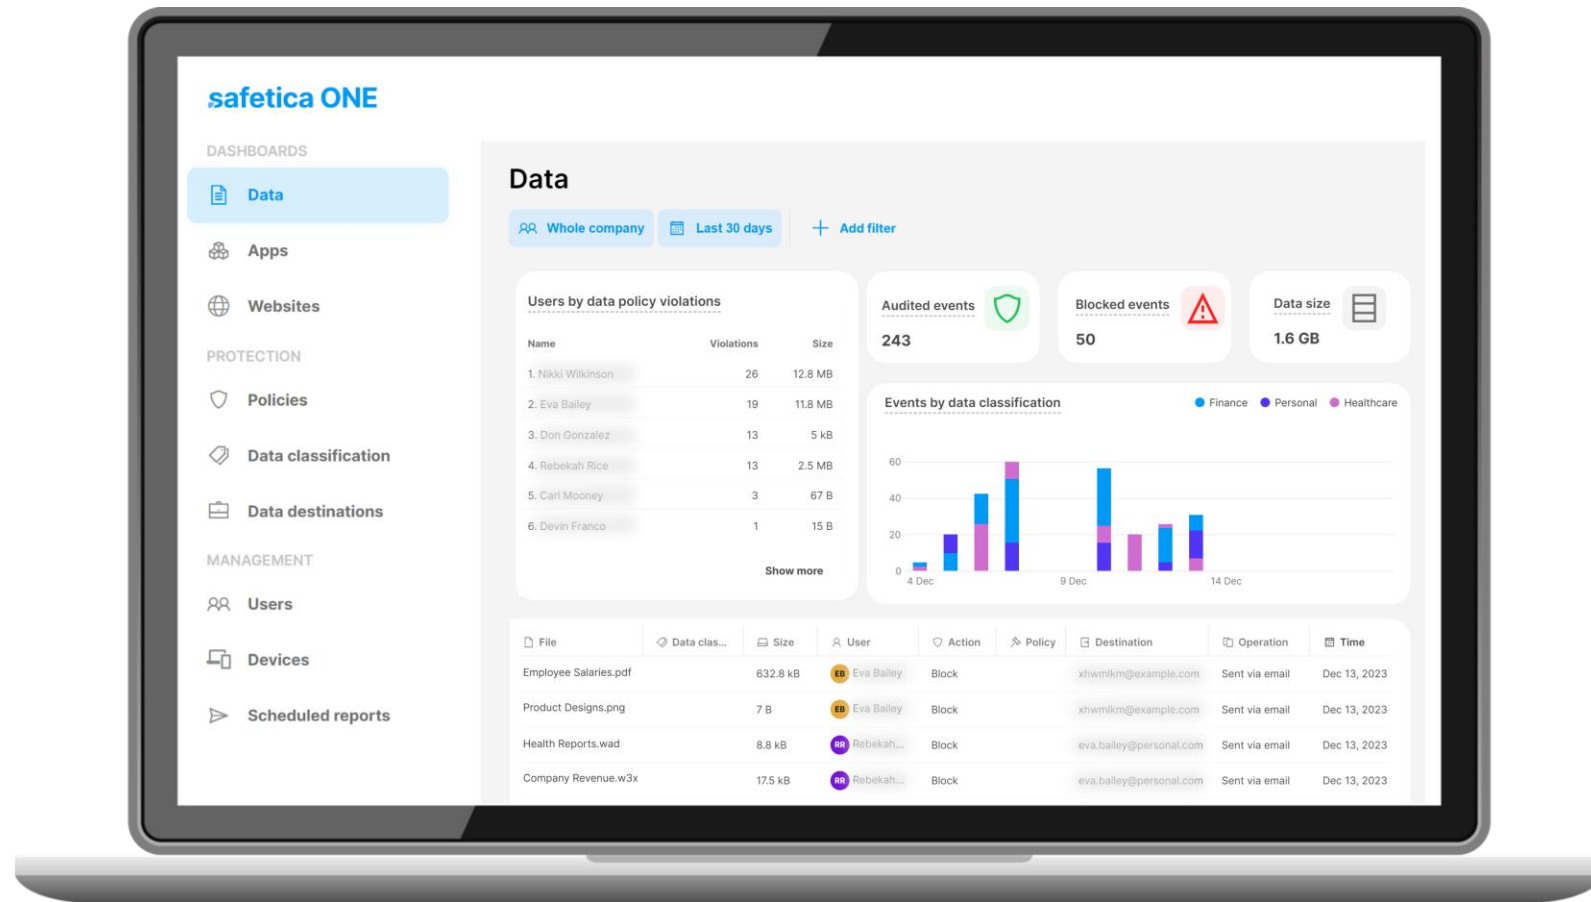 safetica ONE
DASHBOARDS
Data
Apps
Websites
PROTECTION
Policies
Data classification
Data destinations
MANAGEMENT
Users
Devices
Scheduled reports
Data
Whole company Last 30 days Add filter
Users by data policy violations
Name Violations Size
1. Nikki Wilkinson 26 12.8 MB
2. Eva Bailey 19 11.8 MB
3. Don Gonzalez 13 5 kB
4. Rebekah Rice 13 2.5 MB
5. Carl Mooney 3 67 B
6. Devin Franco 1 15 B
Show more
Audited events
243
Blocked events
50
Data size
1.6 GB
Events by data classification
Finance Personal Healthcare
60
40
20
0
4 Dec 9 Dec 14 Dec
File Data clas... Size User Action Policy Destination Operation Time
Employee Salaries.pdf 632.8 kB EB Eva Bailey Block xhwmlkm@example.com Sent via email Dec 13, 2023
Product Designs.png 7 B EB Eva Bailey Block xhwmlkm@example.com Sent via email Dec 13, 2023
Health Reports.wad 8.8 kB RR Rebekah... Block eva.bailey@personal.com Sent via email Dec 13, 2023
Company Revenue.w3x 17.5 kB RR Rebekah... Block eva.bailey@personal.com Sent via email Dec 13, 2023